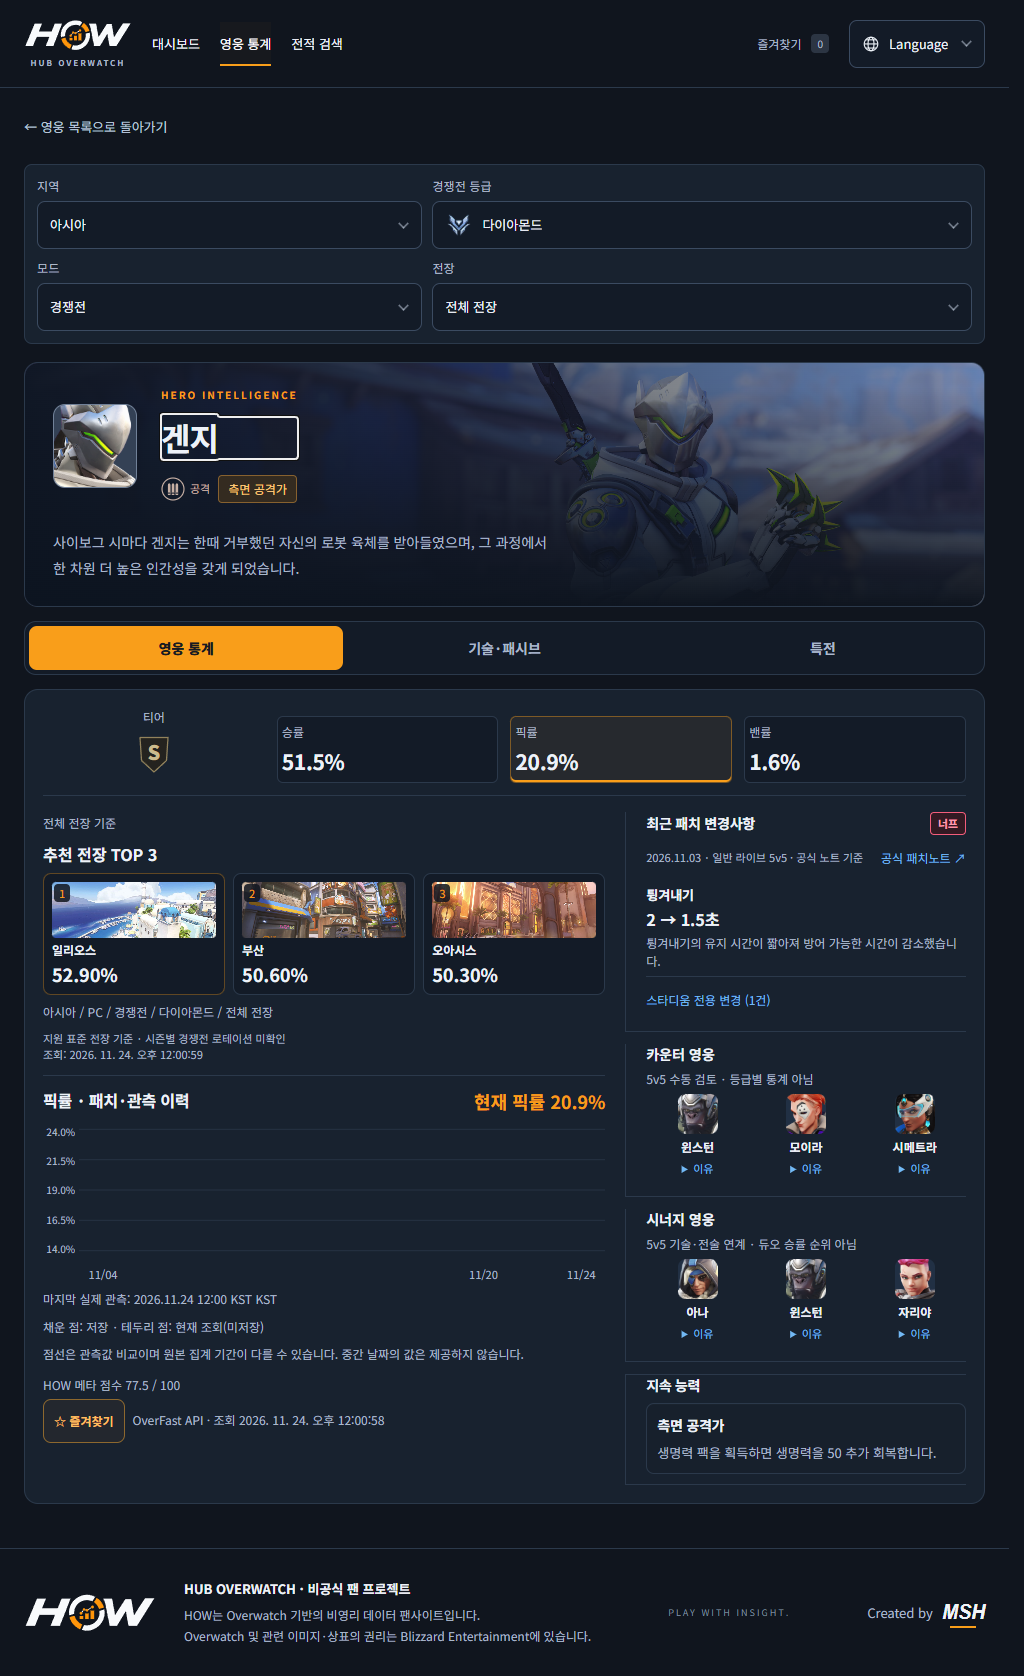 HOW
HUB OVERWATCH
대시보드
영웅 통계
전적 검색
즐겨찾기 0
Language
← 영웅 목록으로 돌아가기
지역
경쟁전 등급
아시아
다이아몬드
모드
전장
경쟁전
전체 전장
HERO INTELLIGENCE
겐지
공격
측면 공격가
사이보그 시마다 겐지는 한때 거부했던 자신의 로봇 육체를 받아들였으며, 그 과정에서
한 차원 더 높은 인간성을 갖게 되었습니다.
영웅 통계
기술·패시브
특전
티어
S
승률
51.5%
픽률
20.9%
밴률
1.6%
전체 전장 기준
추천 전장 TOP 3
1
일리오스
52.90%
2
부산
50.60%
3
오아시스
50.30%
아시아 / PC / 경쟁전 / 다이아몬드 / 전체 전장
지원 표준 전장 기준 · 시즌별 경쟁전 로테이션 미확인
조회: 2026. 11. 24. 오후 12:00:59
픽률 · 패치·관측 이력
현재 픽률 20.9%
24.0%
21.5%
19.0%
16.5%
14.0%
11/04
11/20
11/24
마지막 실제 관측: 2026.11.24 12:00 KST KST
채운 점: 저장 · 테두리 점: 현재 조회(미저장)
점선은 관측값 비교이며 원본 집계 기간이 다를 수 있습니다. 중간 날짜의 값은 제공하지 않습니다.
HOW 메타 점수 77.5 / 100
☆ 즐겨찾기
OverFast API · 조회 2026. 11. 24. 오후 12:00:58
최근 패치 변경사항
너프
2026.11.03 · 일반 라이브 5v5 · 공식 노트 기준
공식 패치노트 ↗
튕겨내기
2 → 1.5초
튕겨내기의 유지 시간이 짧아져 방어 가능한 시간이 감소했습니
다.
스타디움 전용 변경 (1건)
카운터 영웅
5v5 수동 검토 · 등급별 통계 아님
윈스턴
모이라
시메트라
▶ 이유
▶ 이유
▶ 이유
시너지 영웅
5v5 기술·전술 연계 · 듀오 승률 순위 아님
아나
윈스턴
자리야
▶ 이유
▶ 이유
▶ 이유
지속 능력
측면 공격가
생명력 팩을 획득하면 생명력을 50 추가 회복합니다.
HOW
HUB OVERWATCH · 비공식 팬 프로젝트
HOW는 Overwatch 기반의 비영리 데이터 팬사이트입니다.
Overwatch 및 관련 이미지·상표의 권리는 Blizzard Entertainment에 있습니다.
PLAY WITH INSIGHT.
Created by MSH